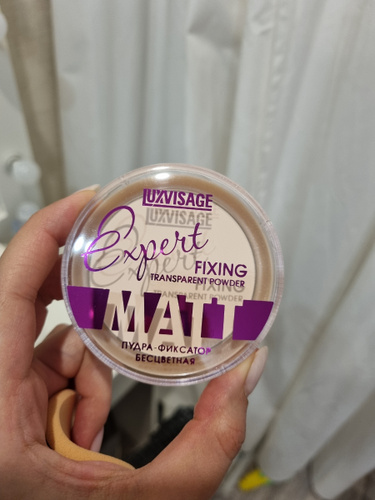 LUXVISAGE
Expert
FIXING
TRANSPARENT POWDER
MATT
ПУДРА-ФИКСАТОР
БЕСЦВЕТНАЯ